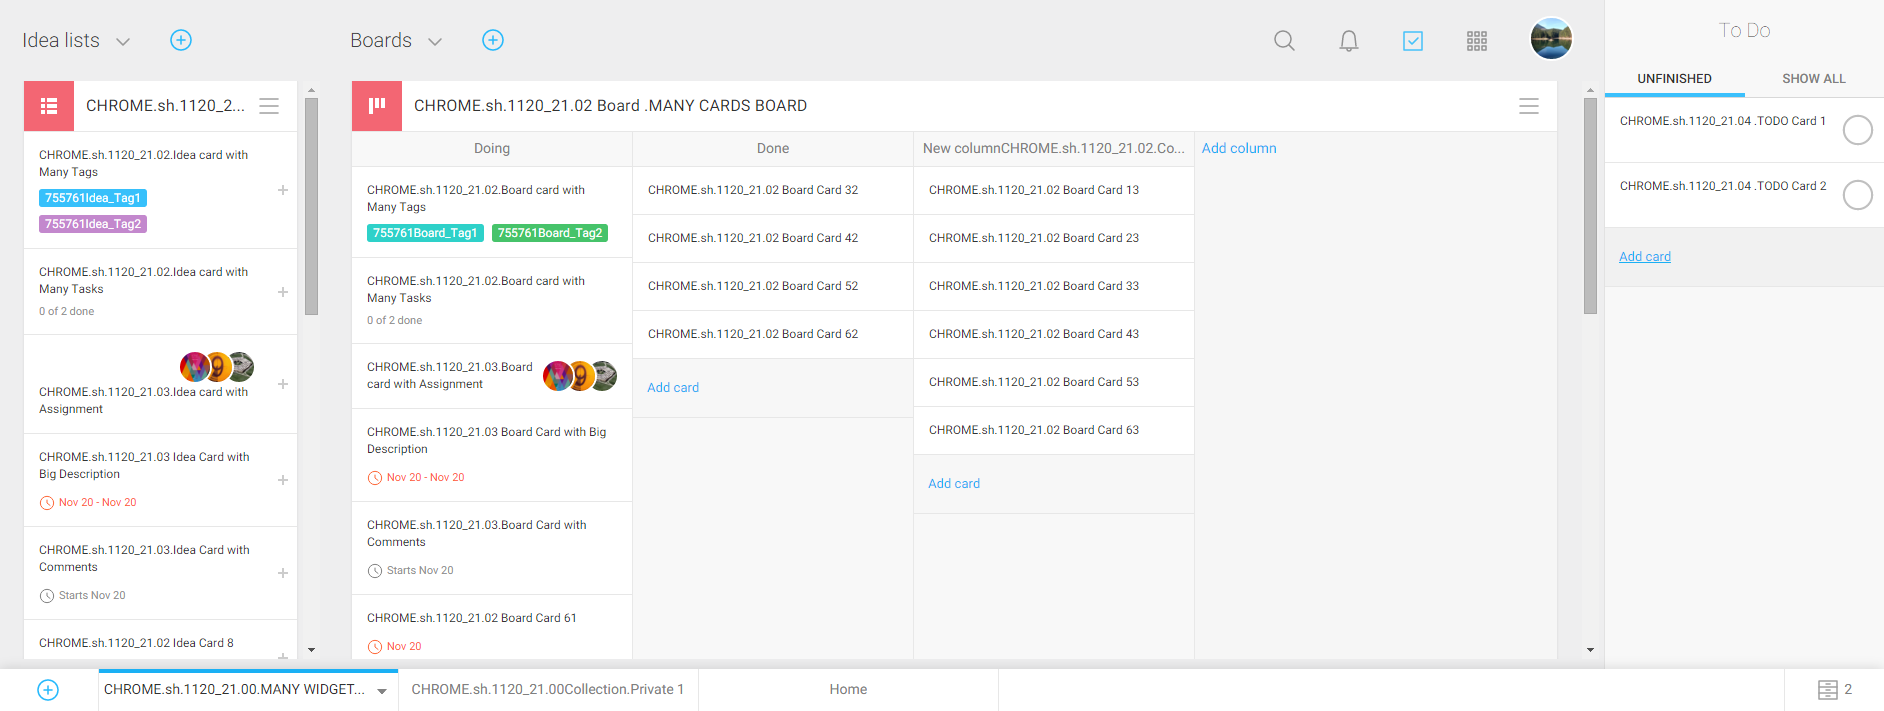 Idea lists
Boards
To Do
UNFINISHED
SHOW ALL
CHROME.sh.1120_2...
CHROME.sh.1120_21.02.Idea card with
Many Tags
755761Idea_Tag1
755761Idea_Tag2
CHROME.sh.1120_21.02.Idea card with
Many Tasks
0 of 2 done
CHROME.sh.1120_21.03.Idea card with
Assignment
CHROME.sh.1120_21.03 Idea Card with
Big Description
Nov 20 - Nov 20
CHROME.sh.1120_21.03.Idea Card with
Comments
Starts Nov 20
CHROME.sh.1120_21.02 Idea Card 8
CHROME.sh.1120_21.02 Board .MANY CARDS BOARD
Doing
CHROME.sh.1120_21.02.Board card with
Many Tags
755761Board_Tag1
755761Board_Tag2
CHROME.sh.1120_21.02.Board card with
Many Tasks
0 of 2 done
CHROME.sh.1120_21.03.Board
card with Assignment
CHROME.sh.1120_21.03 Board Card with Big
Description
Nov 20 - Nov 20
CHROME.sh.1120_21.03.Board Card with
Comments
Starts Nov 20
CHROME.sh.1120_21.02 Board Card 61
Nov 20
Done
CHROME.sh.1120_21.02 Board Card 32
CHROME.sh.1120_21.02 Board Card 42
CHROME.sh.1120_21.02 Board Card 52
CHROME.sh.1120_21.02 Board Card 62
Add card
New columnCHROME.sh.1120_21.02.Co...
CHROME.sh.1120_21.02 Board Card 13
CHROME.sh.1120_21.02 Board Card 23
CHROME.sh.1120_21.02 Board Card 33
CHROME.sh.1120_21.02 Board Card 43
CHROME.sh.1120_21.02 Board Card 53
CHROME.sh.1120_21.02 Board Card 63
Add card
Add column
CHROME.sh.1120_21.04 .TODO Card 1
CHROME.sh.1120_21.04 .TODO Card 2
Add card
CHROME.sh.1120_21.00.MANY WIDGET...
CHROME.sh.1120_21.00Collection.Private 1
Home
2